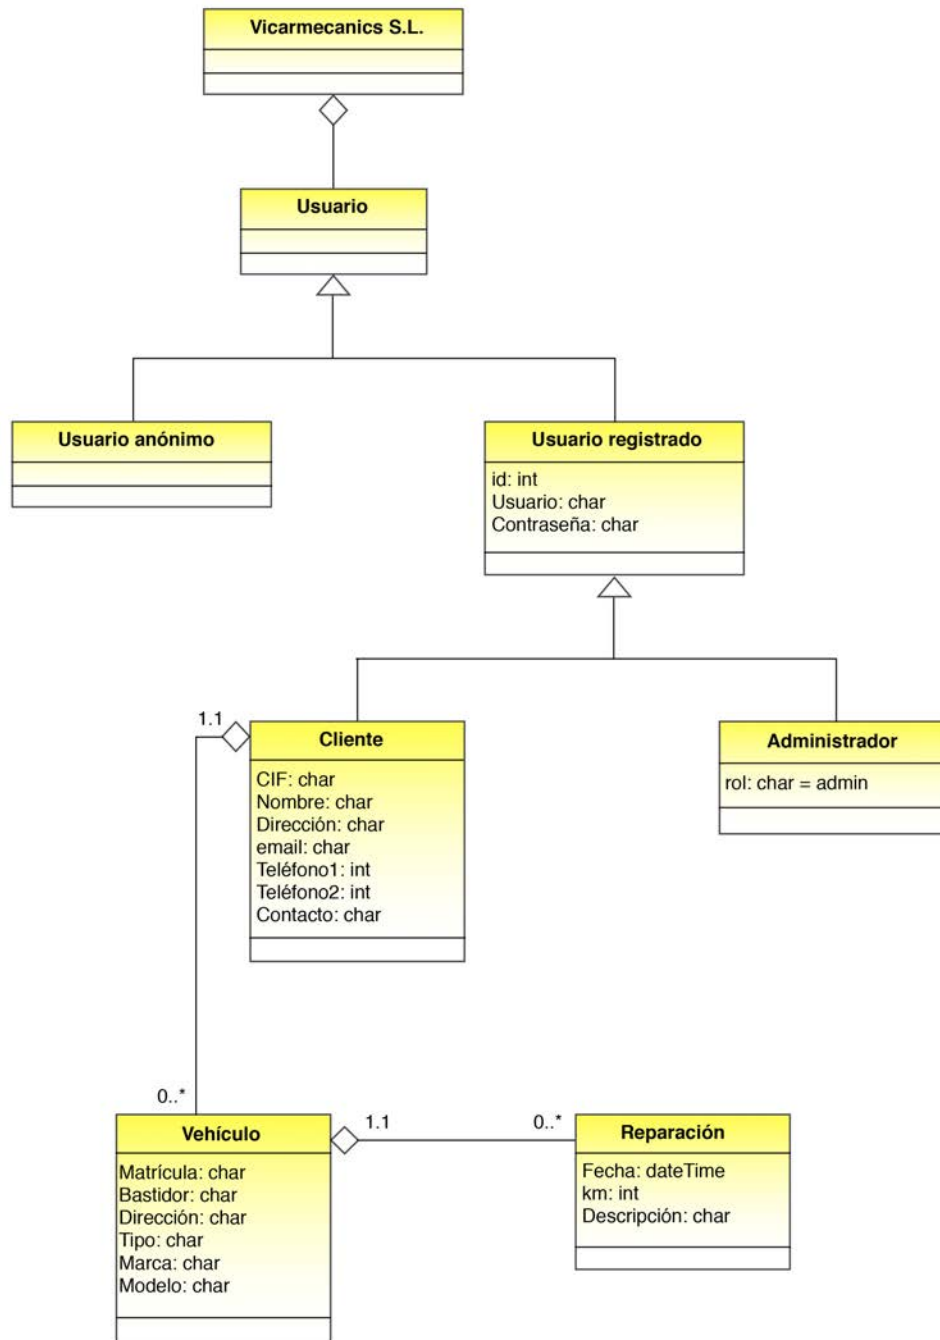 Vicarmecanics S.L.
Usuario
Usuario anónimo
Usuario registrado
id: int
Usuario: char
Contraseña: char
1.1
Cliente
CIF: char
Nombre: char
Dirección: char
email: char
Teléfono1: int
Teléfono2: int
Contacto: char
Administrador
rol: char = admin
0..*
Vehículo
Matrícula: char
Bastidor: char
Dirección: char
Tipo: char
Marca: char
Modelo: char
1.1
0..*
Reparación
Fecha: dateTime
km: int
Descripción: char